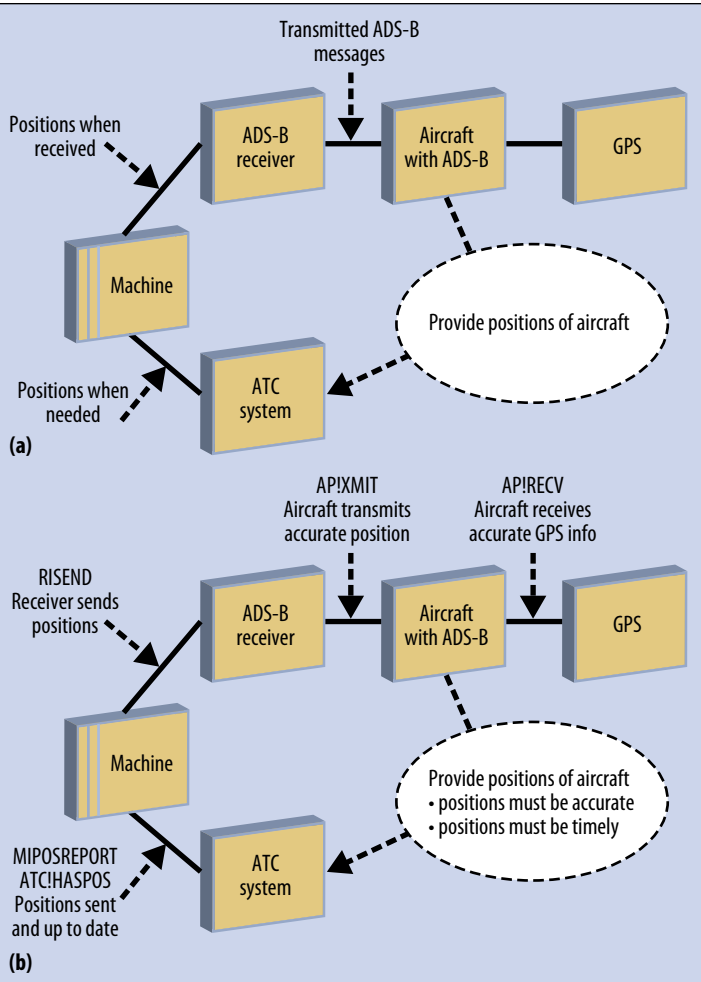 Transmitted ADS-B
messages
Positions when
received
ADS-B
receiver
Aircraft
with ADS-B
GPS
Machine
Provide positions of aircraft
Positions when
needed
ATC
system
(a)
AP!XMIT
Aircraft transmits
accurate position
AP!RECV
Aircraft receives
accurate GPS info
RISEND
Receiver sends
positions
ADS-B
receiver
Aircraft
with ADS-B
GPS
Machine
Provide positions of aircraft
• positions must be accurate
• positions must be timely
MIPOSREPORT
ATC!HASPOS
Positions sent
and up to date
ATC
system
(b)